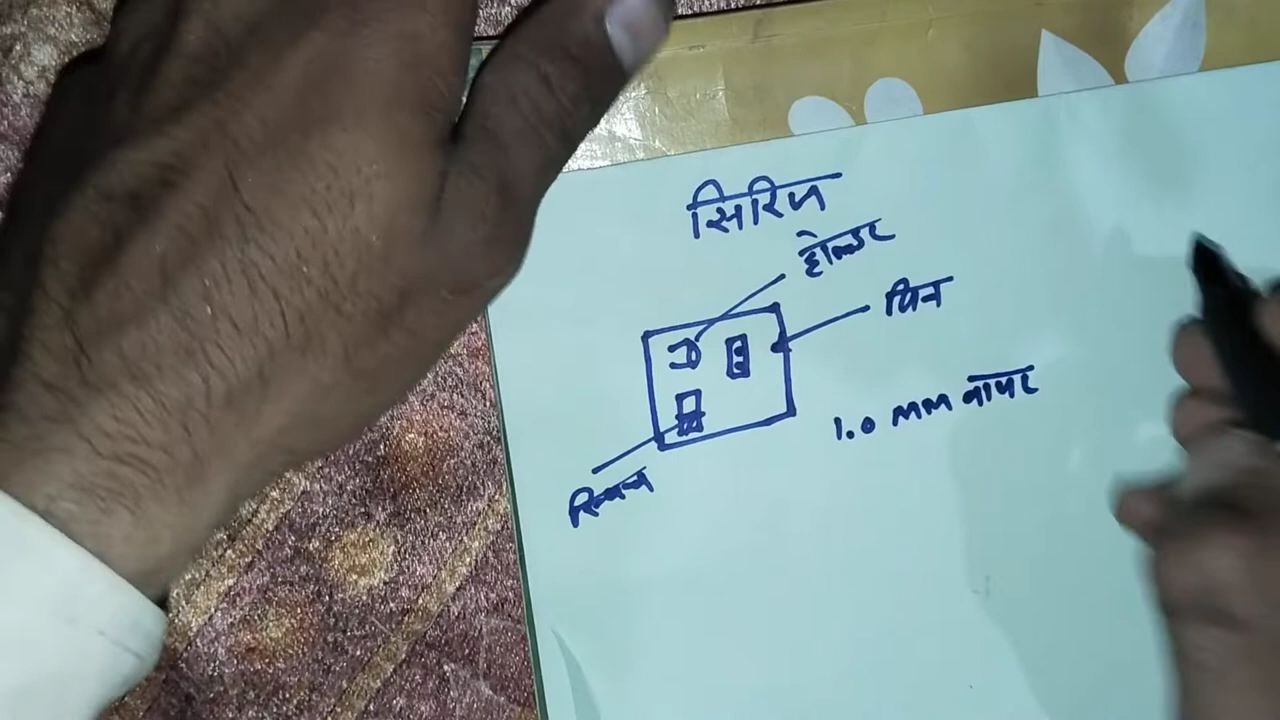 सिरिज
होल्डर
पिन
1.0 mm वायर
स्विच